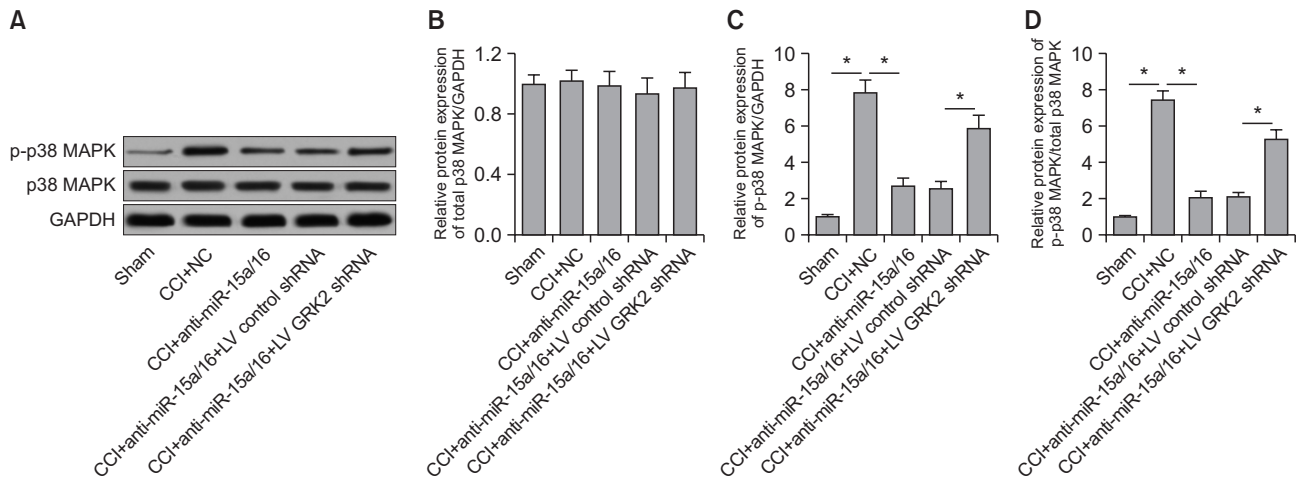 A
p-p38 MAPK
p38 MAPK
GAPDH
Sham
CCI+NC
CCI+anti-miR-15a/16
CCI+anti-miR-15a/16+LV control shRNA
CCI+anti-miR-15a/16+LV GRK2 shRNA
B
Relative protein expression
of total p38 MAPK/GAPDH
1.2
0.8
0.4
0.0
Sham
CCI+NC
CCI+anti-miR-15a/16
CCI+anti-miR-15a/16+LV control shRNA
CCI+anti-miR-15a/16+LV GRK2 shRNA
C
Relative protein expression
of p-p38 MAPK/GAPDH
10
8
6
4
2
0
* * *
Sham
CCI+NC
CCI+anti-miR-15a/16
CCI+anti-miR-15a/16+LV control shRNA
CCI+anti-miR-15a/16+LV GRK2 shRNA
D
Relative protein expression of
p-p38 MAPK/total p38 MAPK
10
8
6
4
2
0
* * *
Sham
CCI+NC
CCI+anti-miR-15a/16
CCI+anti-miR-15a/16+LV control shRNA
CCI+anti-miR-15a/16+LV GRK2 shRNA